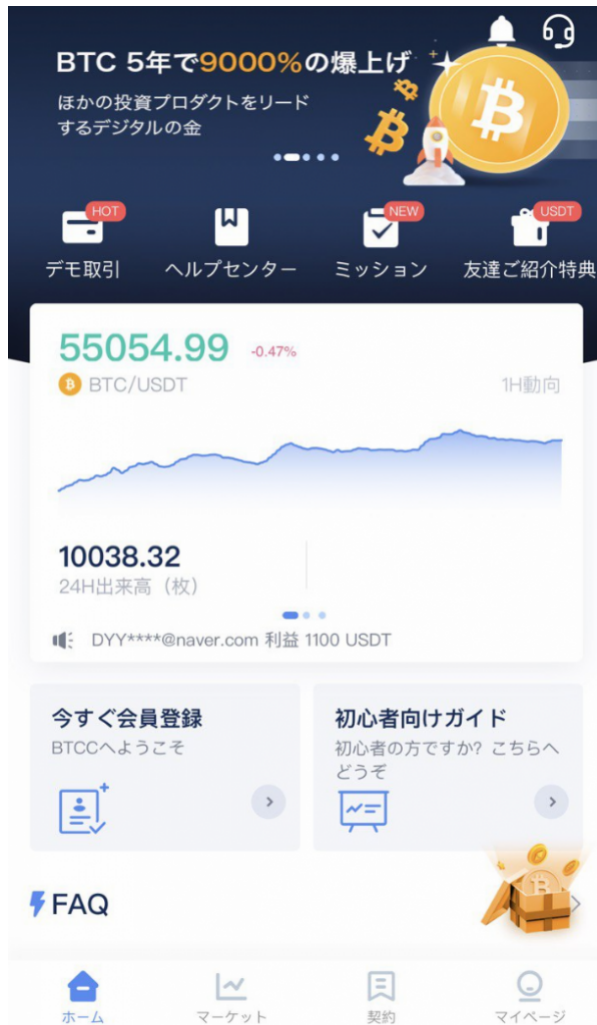 BTC 5年で9000%の爆上げ
ほかの投資プロダクトをリード
するデジタルの金
HOT
NEW
USDT
デモ取引
ヘルプセンター
ミッション
友達ご紹介特典
55054.99 -0.47%
BTC/USDT
1H動向
10038.32
24H出来高（枚）
DYY****@naver.com 利益 1100 USDT
今すぐ会員登録
BTCCへようこそ
初心者向けガイド
初心者の方ですか? こちらへ
どうぞ
FAQ
ホーム
マーケット
契約
マイページ